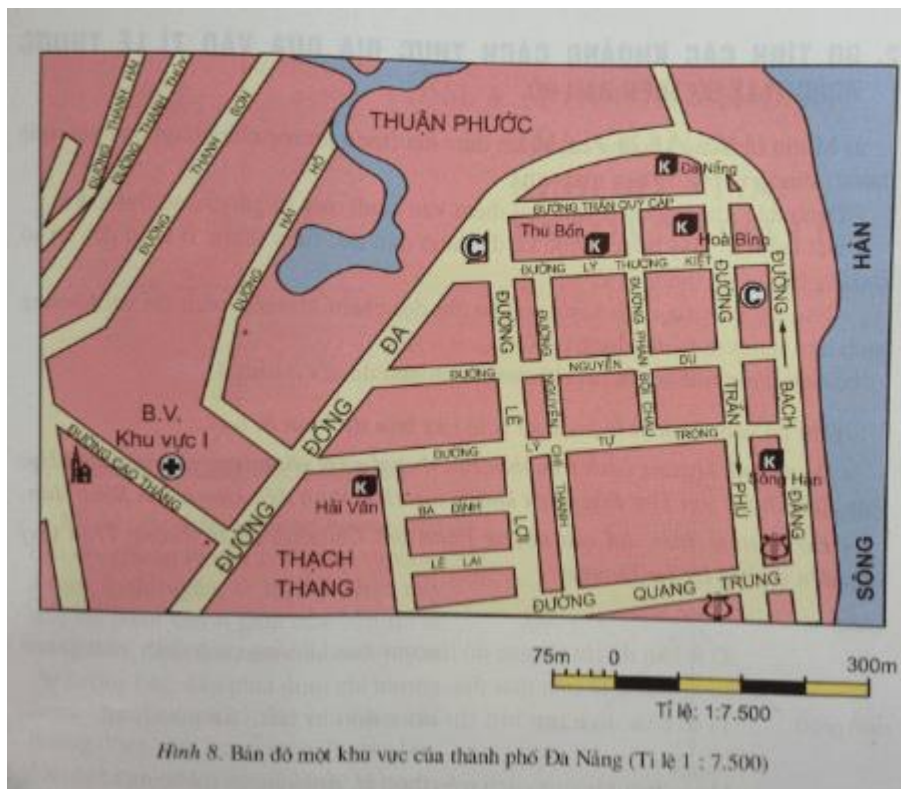 THUẬN PHƯỚC
ĐƯỜNG THANH HẢI
ĐƯỜNG THANH THỦY
ĐƯỜNG THANH SƠN
ĐƯỜNG HẢI HỒ
K Đà Nẵng
ĐƯỜNG TRẦN QUÝ CÁP
Thu Bồn
K
K
Hoà Bình
C
ĐƯỜNG LÝ THƯỜNG KIỆT
C
HÀN
ĐƯỜNG ĐỐNG ĐA
ĐƯỜNG LÊ LỢI
ĐƯỜNG NGUYỄN CHÍ THANH
ĐƯỜNG PHAN BỘI CHÂU
ĐƯỜNG TRẦN PHÚ
ĐƯỜNG BẠCH ĐẰNG
ĐƯỜNG NGUYỄN DU
B.V.
Khu vực I
ĐƯỜNG CAO THẮNG
ĐƯỜNG LÝ TỰ TRỌNG
K
Sông Hàn
K
Hải Vân
BA ĐÌNH
LÊ LAI
THẠCH
THANG
ĐƯỜNG QUANG TRUNG
SÔNG
75m 0 300m
Tỉ lệ: 1:7.500
Hình 8. Bản đồ một khu vực của thành phố Đà Nẵng (Tỉ lệ 1 : 7.500)